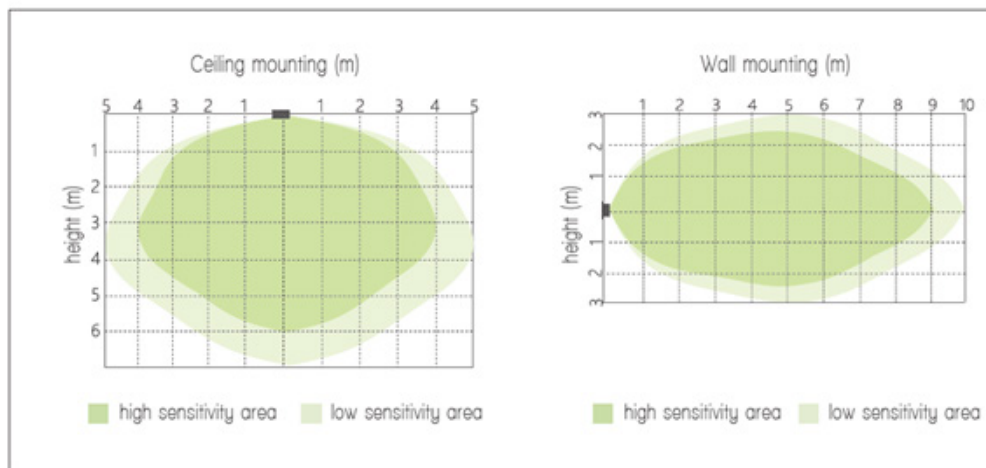 Ceiling mounting (m)
5 4 3 2 1 1 2 3 4 5
height (m)
1
2
3
4
5
6
high sensitivity area low sensitivity area
Wall mounting (m)
1 2 3 4 5 6 7 8 9 10
height (m)
3
2
1
1
2
3
high sensitivity area low sensitivity area